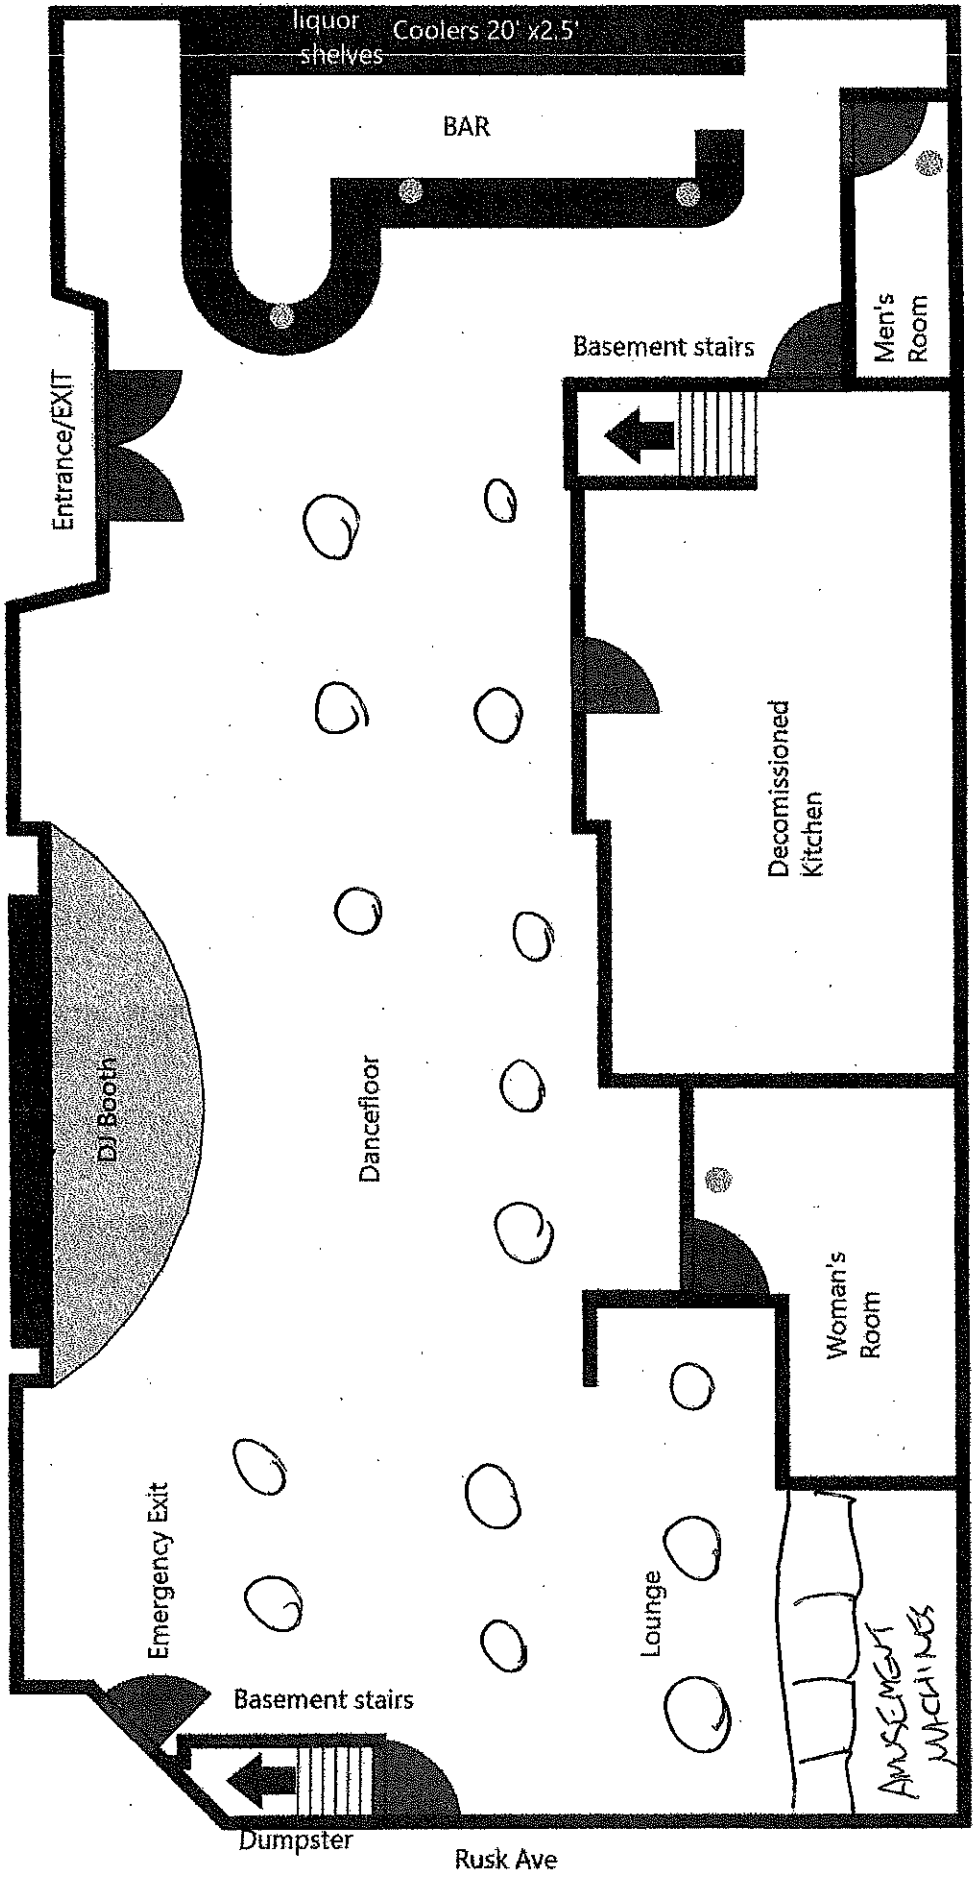 liquor
shelves
Coolers 20' x2.5'
BAR
Entrance/EXIT
Basement stairs
Men's
Room
Decomissioned
Kitchen
DJ Booth
Dancefloor
Woman's
Room
Emergency Exit
Lounge
Basement stairs
AMUSEMENT
MACHINES
Dumpster
Rusk Ave